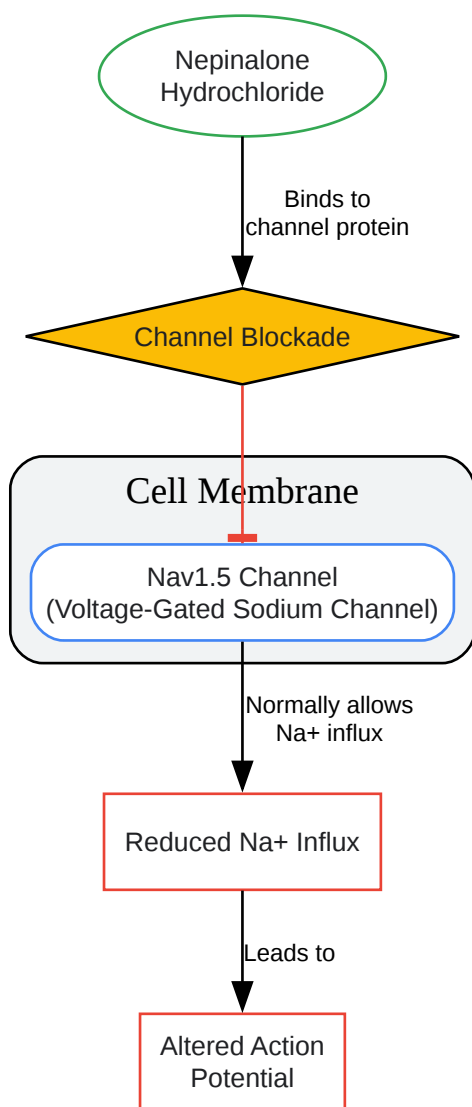 Nepinalone
Hydrochloride
Binds to
channel protein
Channel Blockade
Cell Membrane
Nav1.5 Channel
(Voltage-Gated Sodium Channel)
Normally allows
Na+ influx
Reduced Na+ Influx
Leads to
Altered Action
Potential